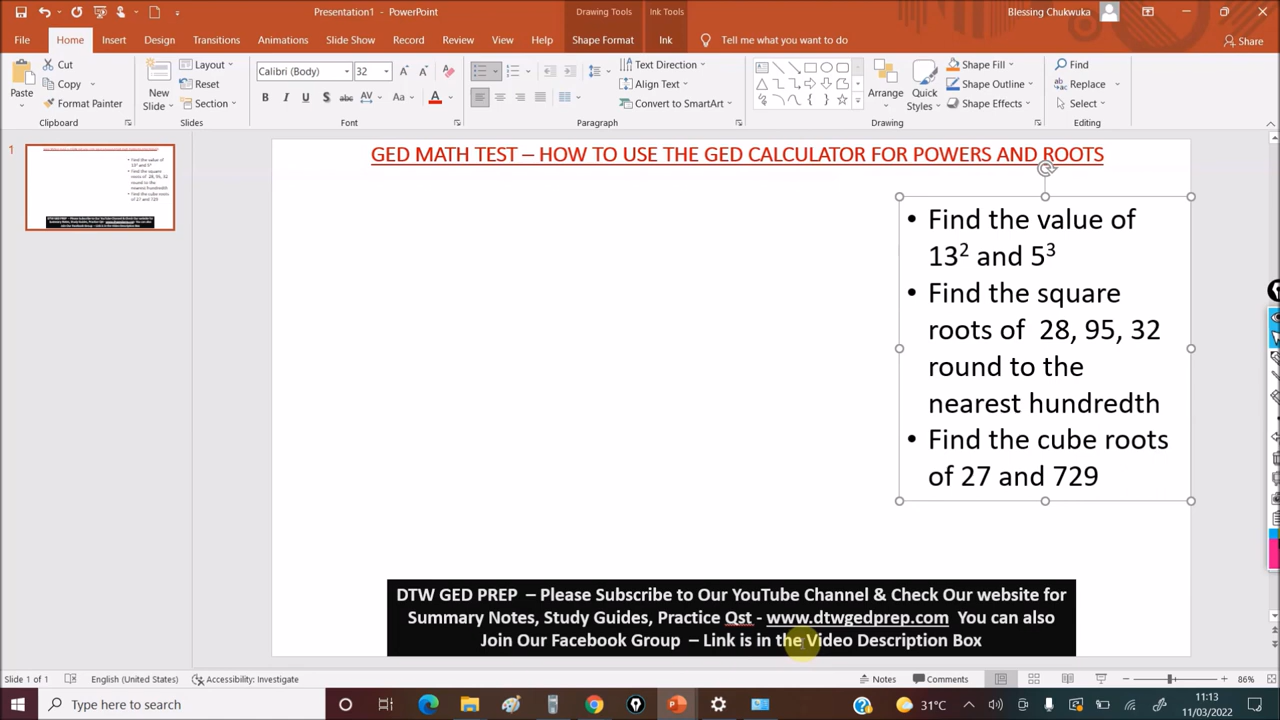 Presentation1 - PowerPoint
Drawing Tools
Ink Tools
Blessing Chukwuka
File
Home
Insert
Design
Transitions
Animations
Slide Show
Record
Review
View
Help
Shape Format
Ink
Tell me what you want to do
Share
Paste
Cut
Copy
Format Painter
Clipboard
New Slide
Layout
Reset
Section
Slides
Calibri (Body)
32
Font
Text Direction
Align Text
Convert to SmartArt
Paragraph
Arrange
Quick Styles
Shape Fill
Shape Outline
Shape Effects
Drawing
Find
Replace
Select
Editing
1
GED MATH TEST – HOW TO USE THE GED CALCULATOR FOR POWERS AND ROOTS
• Find the value of
13² and 5³
• Find the square
roots of 28, 95, 32
round to the
nearest hundredth
• Find the cube roots
of 27 and 729
DTW GED PREP – Please Subscribe to Our YouTube Channel & Check Our website for
Summary Notes, Study Guides, Practice Qst - www.dtwgedprep.com You can also
Join Our Facebook Group – Link is in the Video Description Box
Slide 1 of 1
English (United States)
Accessibility: Investigate
Notes
Comments
86%
Type here to search
31°C
11:13
11/03/2022